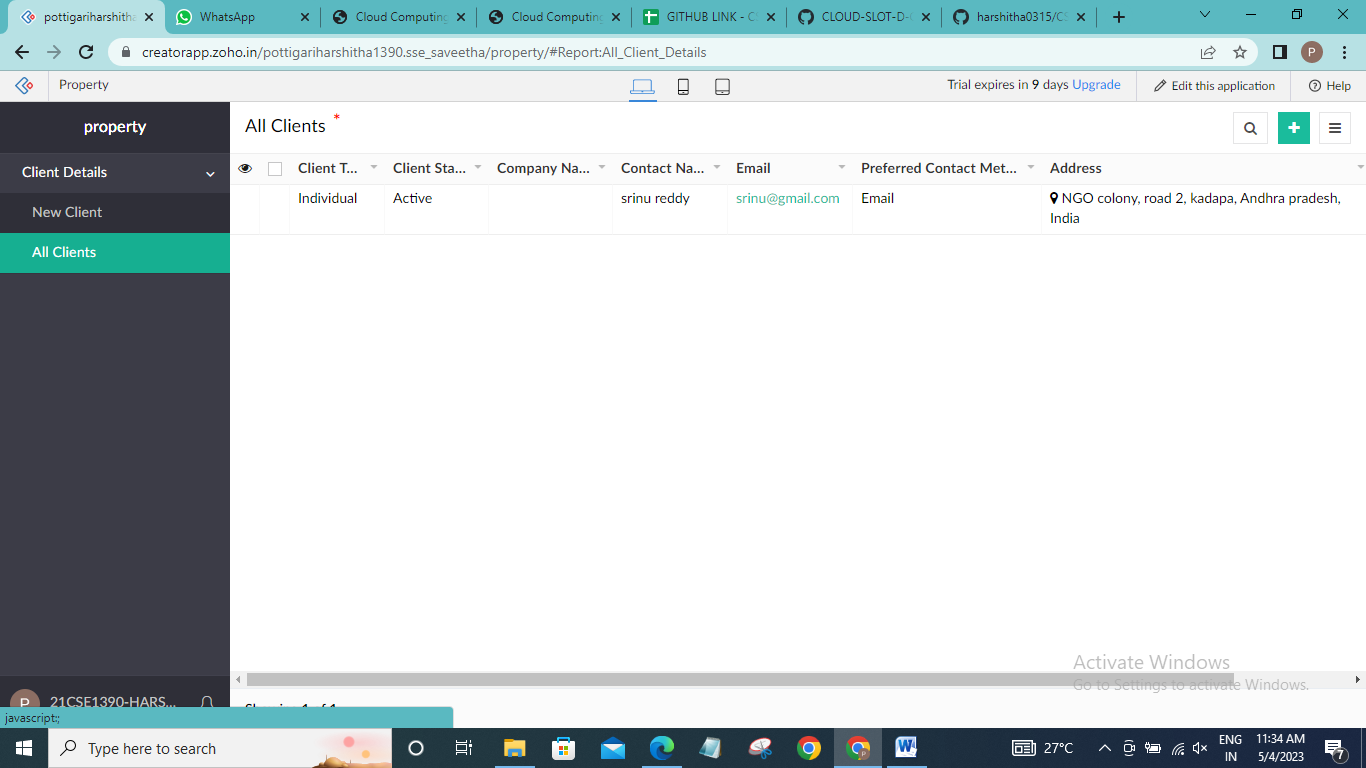 pottigariharshitha
WhatsApp
Cloud Computing
Cloud Computing
GITHUB LINK - CS
CLOUD-SLOT-D-
harshitha0315/CS
creatorapp.zoho.in/pottigariharshitha1390.sse_saveetha/property/#Report:All_Client_Details
P
Property
Trial expires in 9 days Upgrade
Edit this application
Help
property
All Clients *
Client Details
Client T... Client Sta... Company Na... Contact Na... Email Preferred Contact Met... Address
New Client
Individual Active srinu reddy srinu@gmail.com Email NGO colony, road 2, kadapa, Andhra pradesh,
India
All Clients
Activate Windows
Go to Settings to activate Windows.
P 21CSE1390-HARS...
Showing 1 of 1
javascript:;
Type here to search
27°C
ENG
IN
11:34 AM
5/4/2023
7